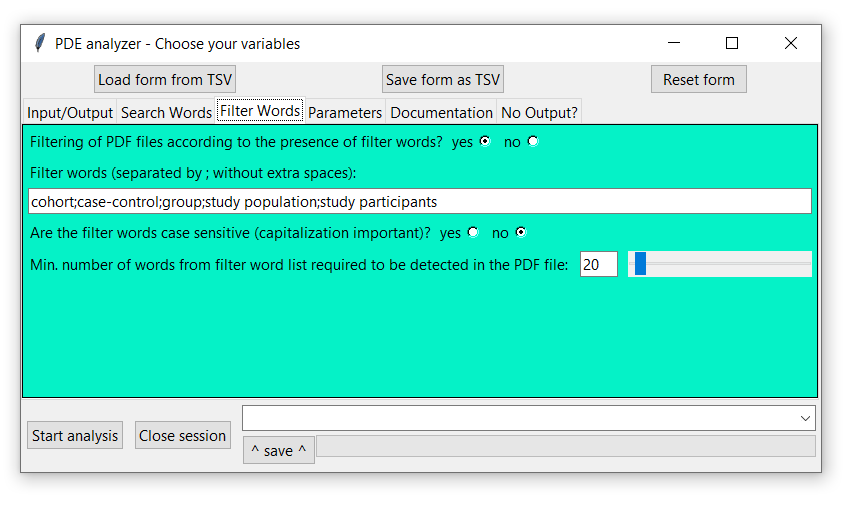 PDE analyzer - Choose your variables
Load form from TSV Save form as TSV Reset form
Input/Output Search Words Filter Words Parameters Documentation No Output?
Filtering of PDF files according to the presence of filter words? yes no
Filter words (separated by ; without extra spaces):
cohort;case-control;group;study population;study participants
Are the filter words case sensitive (capitalization important)? yes no
Min. number of words from filter word list required to be detected in the PDF file: 20
Start analysis Close session
^ save ^